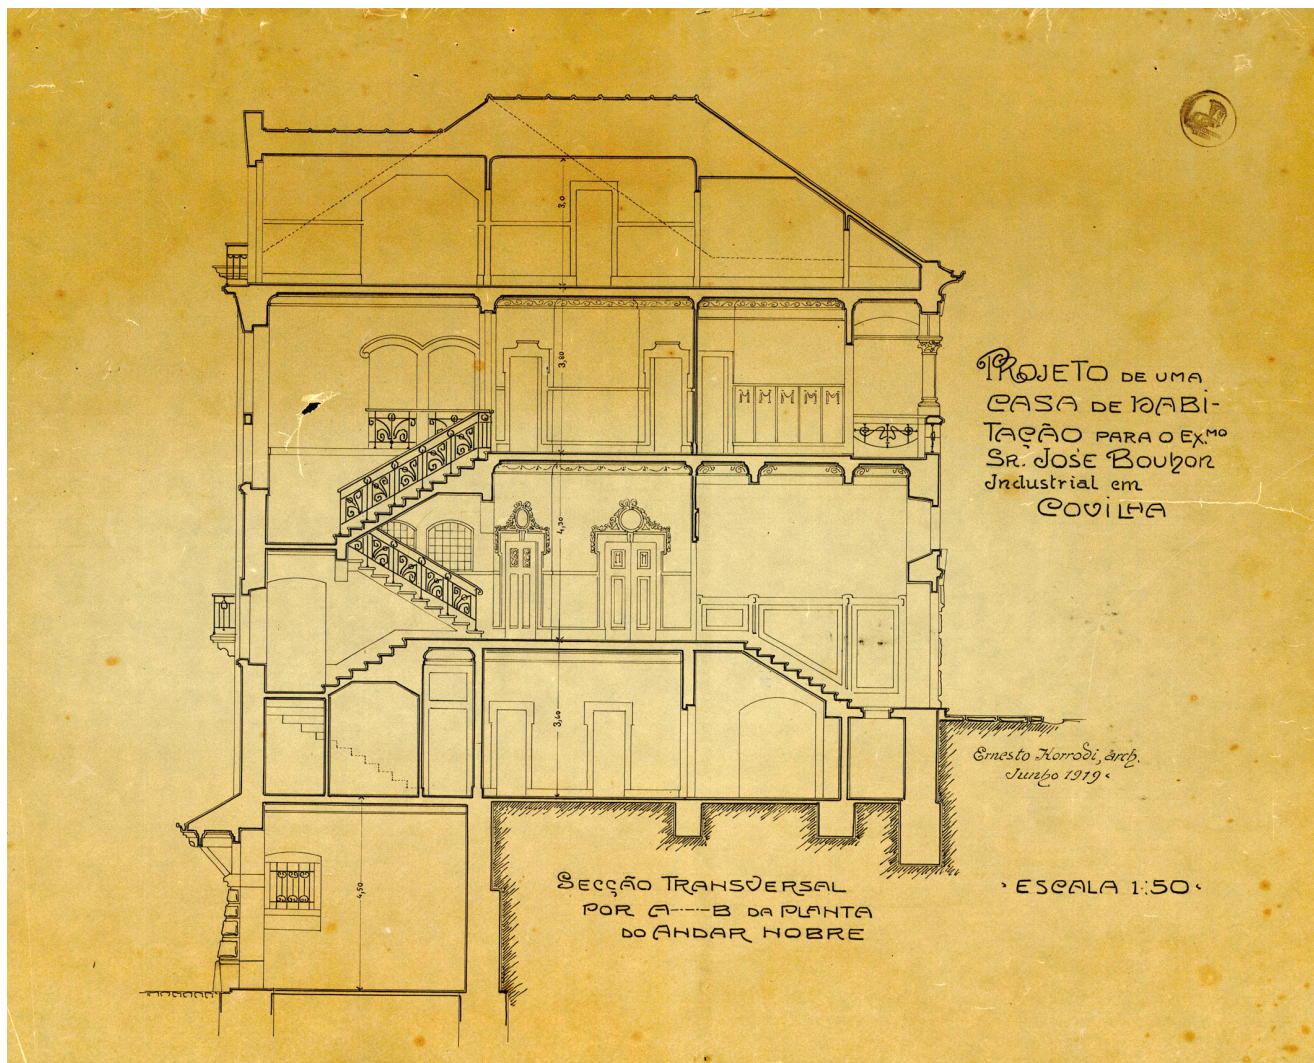 3,0
3,80
PROJETO DE UMA
CASA DE HABI-
TAÇÃO PARA O EX.MO
SR. JOSÉ BOUHON
Industrial em
COVILHA
M M M M M
4,20
3,40
Ernesto Korrodi, arch.
Junho 1919
4,50
SECÇÃO TRANSVERSAL
POR A-----B DA PLANTA
DO ANDAR NOBRE
ESCALA 1:50